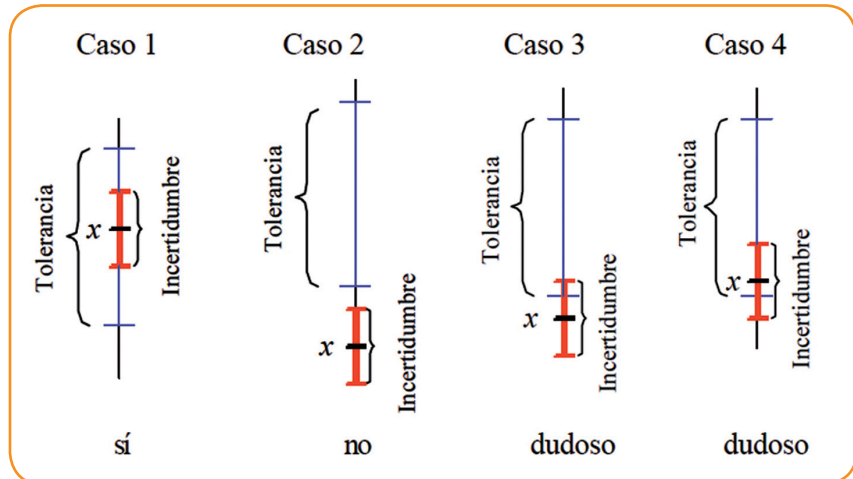 Caso 1
Tolerancia
x
Incertidumbre
sí
Caso 2
Tolerancia
x
Incertidumbre
no
Caso 3
Tolerancia
x
Incertidumbre
dudoso
Caso 4
Tolerancia
x
Incertidumbre
dudoso